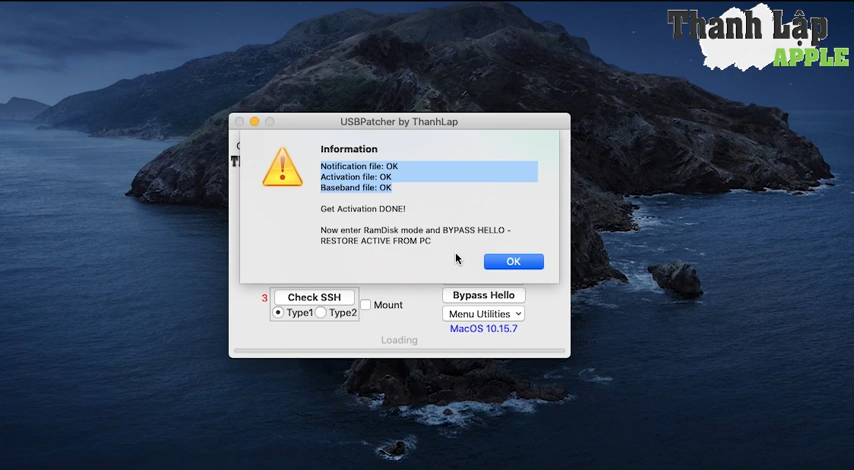 Thanh Lập
APPLE
USBPatcher by ThanhLap
Information
Notification file: OK
Activation file: OK
Baseband file: OK
Get Activation DONE!
Now enter RamDisk mode and BYPASS HELLO -
RESTORE ACTIVE FROM PC
OK
3 Check SSH
Mount
Type1 Type2
Bypass Hello
Menu Utilities
MacOS 10.15.7
Loading